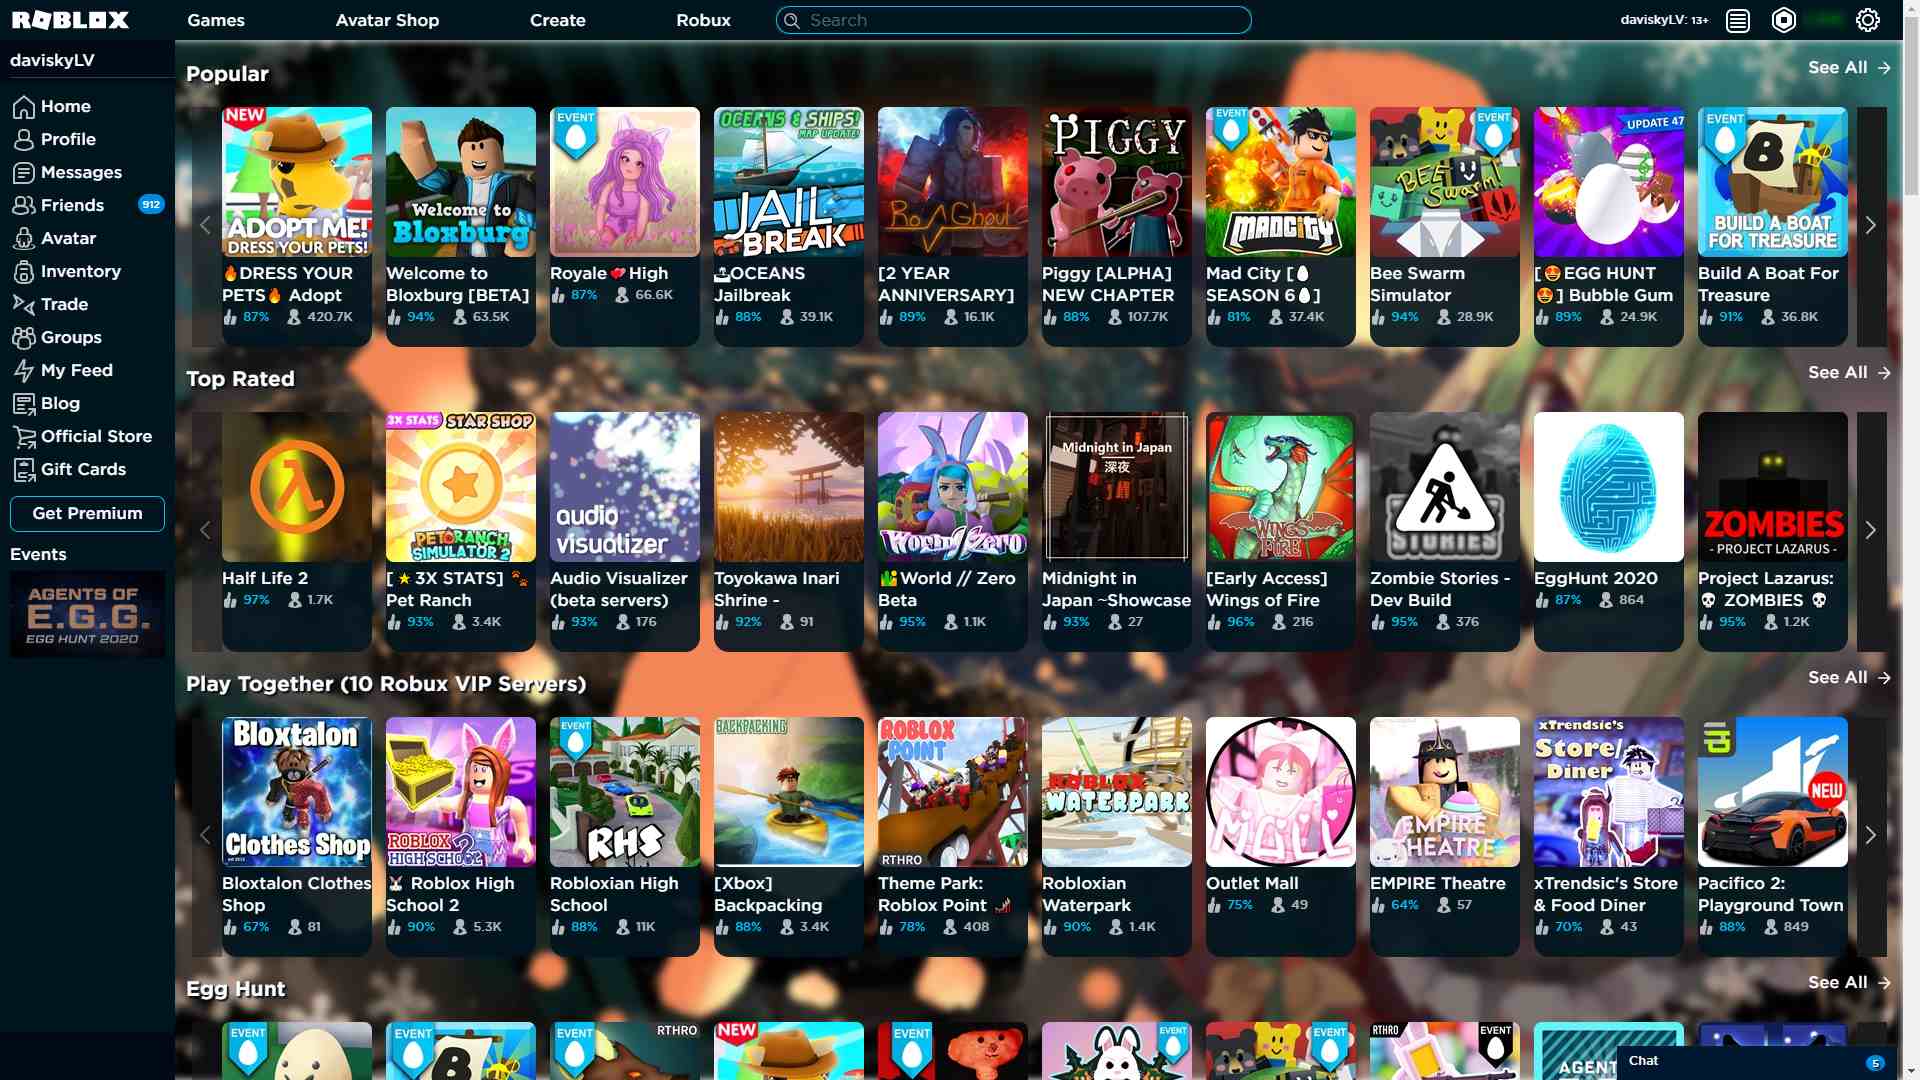 ROBLOX
Games
Avatar Shop
Create
Robux
Search
daviskyLV: 13+
daviskyLV
Home
Profile
Messages
Friends
912
Avatar
Inventory
Trade
Groups
My Feed
Blog
Official Store
Gift Cards
Get Premium
Events
AGENTS OF
E.G.G.
EGG HUNT 2020
Popular
See All →
NEW
ADOPT ME!
DRESS YOUR PETS!
🔥DRESS YOUR
PETS🔥 Adopt
87% 420.7K
Welcome to
Bloxburg
Welcome to
Bloxburg [BETA]
94% 63.5K
EVENT
Royale💕High
87% 66.6K
OCEANS & SHIPS!
MAP UPDATE!
JAIL
BREAK
OCEANS
Jailbreak
88% 39.1K
Ro Ghoul
[2 YEAR
ANNIVERSARY]
89% 16.1K
PIGGY
Piggy [ALPHA]
NEW CHAPTER
88% 107.7K
EVENT
MADCITY
Mad City [🥚
SEASON 6🥚]
81% 37.4K
EVENT
BEE
Swarm!
Bee Swarm
Simulator
94% 28.9K
UPDATE 47
[🤩EGG HUNT
🤩] Bubble Gum
89% 24.9K
EVENT
B
BUILD A BOAT
FOR TREASURE
Build A Boat For
Treasure
91% 36.8K
Top Rated
See All →
λ
Half Life 2
97% 1.7K
3X STATS
STAR SHOP
PET RANCH
SIMULATOR 2
[⭐3X STATS]🐾
Pet Ranch
93% 3.4K
audio
visualizer
Audio Visualizer
(beta servers)
93% 176
Toyokawa Inari
Shrine -
92% 91
World//Zero
🌵World // Zero
Beta
95% 1.1K
Midnight in Japan
深夜
Midnight in
Japan ~Showcase
93% 27
WINGS
OF FIRE
[Early Access]
Wings of Fire
96% 216
STORIES
Zombie Stories -
Dev Build
95% 376
EggHunt 2020
87% 864
ZOMBIES
- PROJECT LAZARUS -
Project Lazarus:
💀 ZOMBIES 💀
95% 1.2K
Play Together (10 Robux VIP Servers)
See All →
Bloxtalon
Clothes Shop
Bloxtalon Clothes
Shop
67% 81
ROBLOX
HIGH SCHOOL 2
🐰 Roblox High
School 2
90% 5.3K
EVENT
RHS
Robloxian High
School
88% 11K
BACKPACKING
[Xbox]
Backpacking
88% 3.4K
ROBLOX
POINT
RTHRO
Theme Park:
Roblox Point 🎢
78% 408
ROBLOX
WATERPARK
Robloxian
Waterpark
90% 1.4K
MALL
Outlet Mall
75% 49
EMPIRE
THEATRE
EMPIRE Theatre
64% 57
xTrendsic's
Store/
Diner
xTrendsic's Store
& Food Diner
70% 43
NEW
Pacifico 2:
Playground Town
88% 849
Egg Hunt
See All →
EVENT
EVENT
B
EVENT
RTHRO
NEW
EVENT
EVENT
EVENT
RTHRO
EVENT
AGENT
Chat
5